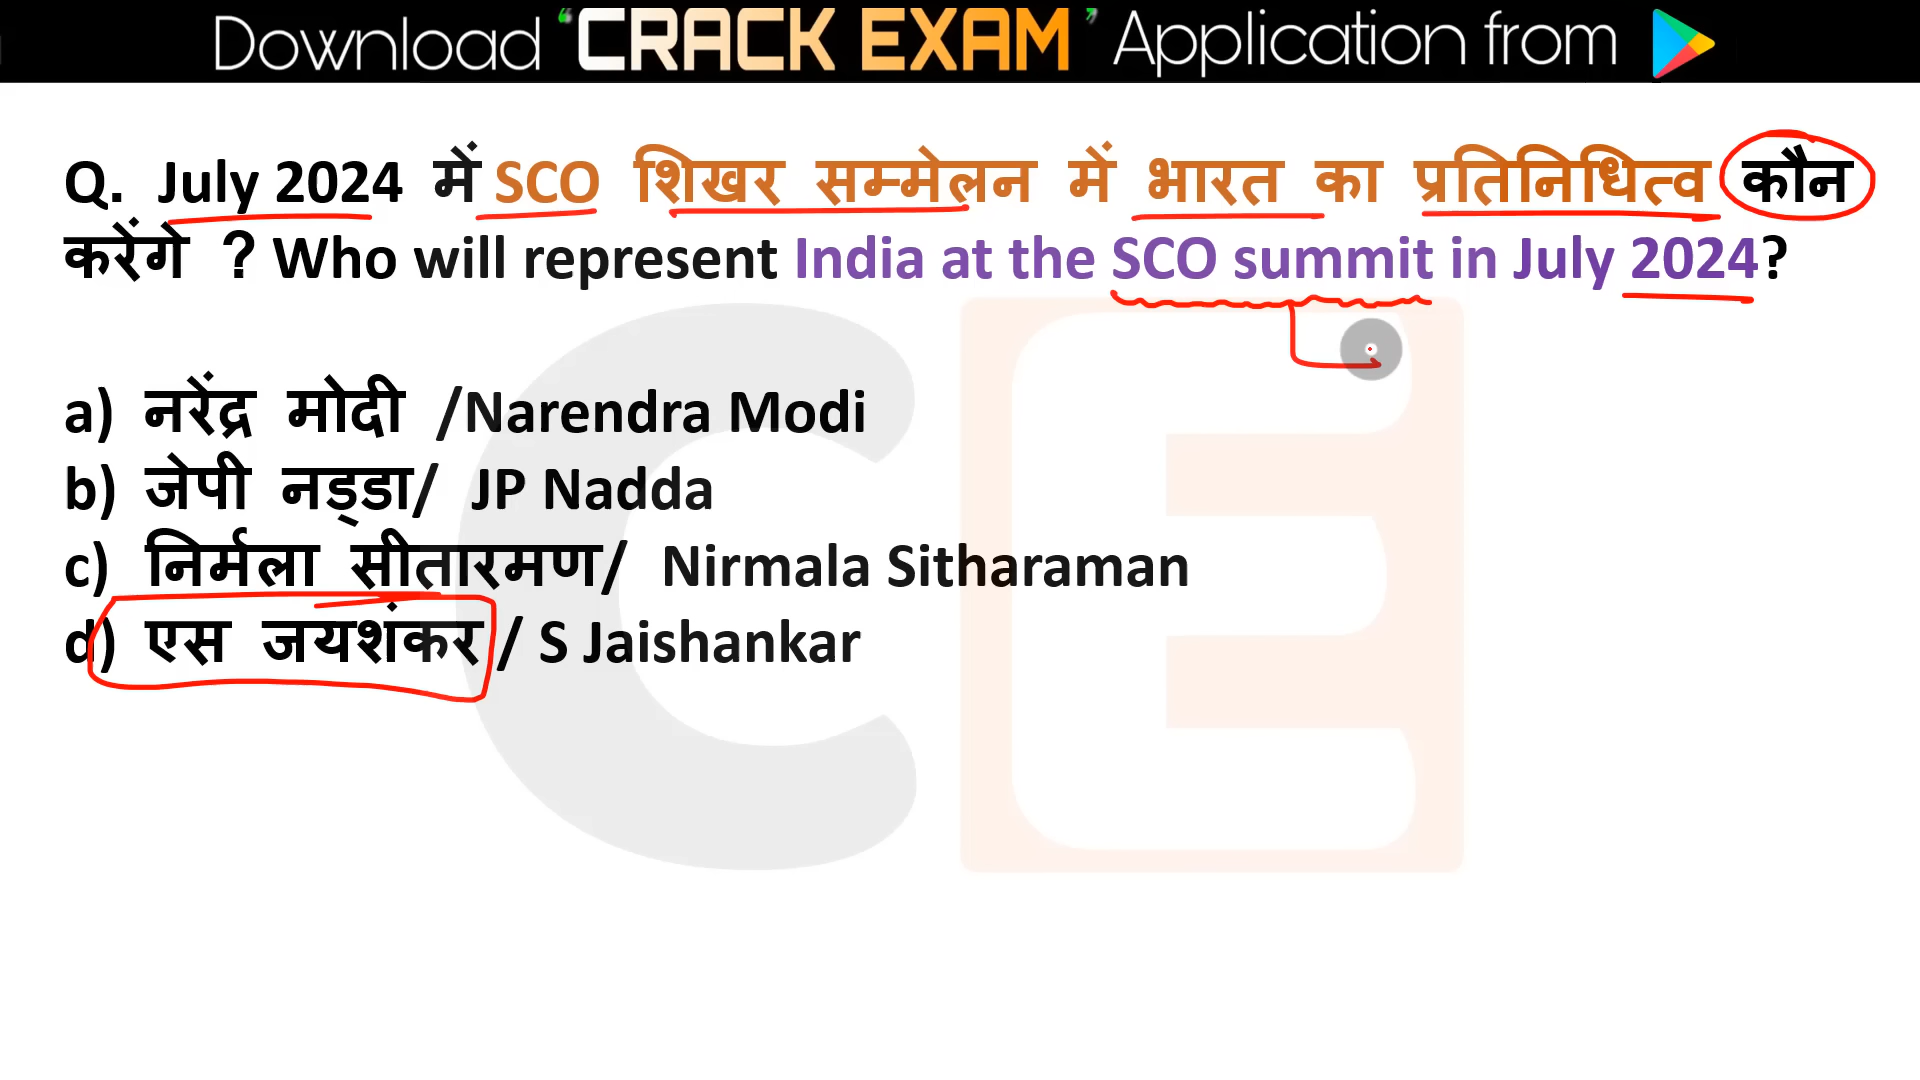 Download 'CRACK EXAM' Application from
Q. July 2024 में SCO शिखर सम्मेलन में भारत का प्रतिनिधित्व कौन
करेंगे ? Who will represent India at the SCO summit in July 2024?
a) नरेंद्र मोदी /Narendra Modi
b) जेपी नड्डा/ JP Nadda
c) निर्मला सीतारमण/ Nirmala Sitharaman
d) एस जयशंकर / S Jaishankar
CE